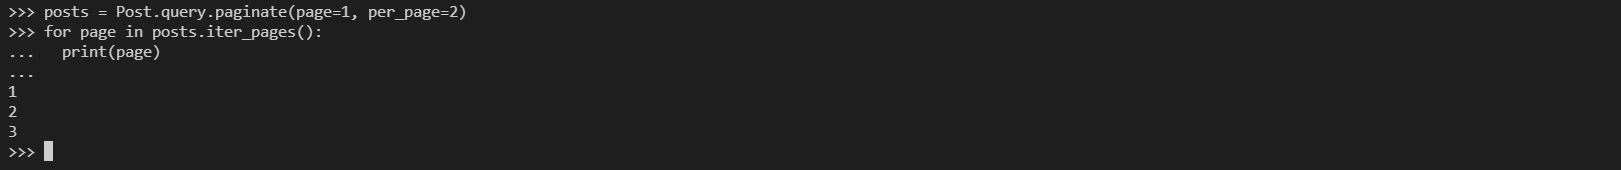 >>> posts = Post.query.paginate(page=1, per_page=2)
>>> for page in posts.iter_pages():
...   print(page)
...
1
2
3
>>>